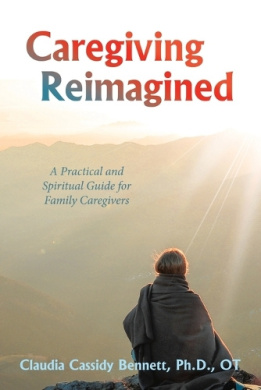 Caregiving
Reimagined
A Practical and
Spiritual Guide for
Family Caregivers
Claudia Cassidy Bennett, Ph.D., OT